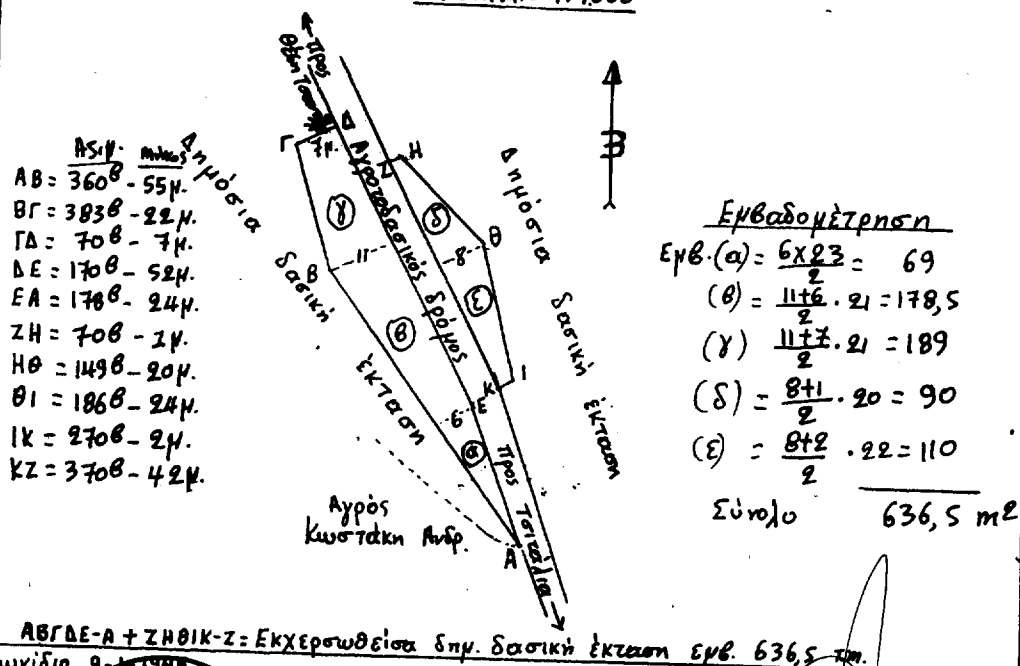 Αζιμ. μήκος
ΑΒ = 360β - 55μ.
ΒΓ = 383β - 22μ.
ΓΔ = 70β - 7μ.
ΔΕ = 170β - 52μ.
ΕΑ = 178β - 24μ.
ΖΗ = 70β - 1μ.
ΗΘ = 149β - 20μ.
ΘΙ = 186β - 24μ.
ΙΚ = 270β - 2μ.
ΚΖ = 370β - 42μ.
προς
θέση
Γ
7μ.
Δ
Ζ
Η
Β
11
8
Θ
γ
δ
ε
β
Ι
Κ
Ε
6
α
Α
Αγροτοδασικός δρόμος
προς τσιτάλια
Δημόσια
δασική
έκταση
Δημόσια
δασική
έκταση
Αγρός
Κωστάκη Ανδρ.
Β
Εμβαδομέτρηση
Εμβ.(α) = 6x23/2 = 69
(β) = 11+6/2 . 21 = 178,5
(γ) 11+7/2 . 21 = 189
(δ) = 8+1/2 . 20 = 90
(ε) = 8+2/2 . 22 = 110
Σύνολο 636,5 m2
ΑΒΓΔΕ-Α + ΖΗΘΙΚ-Ζ = Εκχερσωθείσα δημ. δασική έκταση εμβ. 636,5 τ.μ.